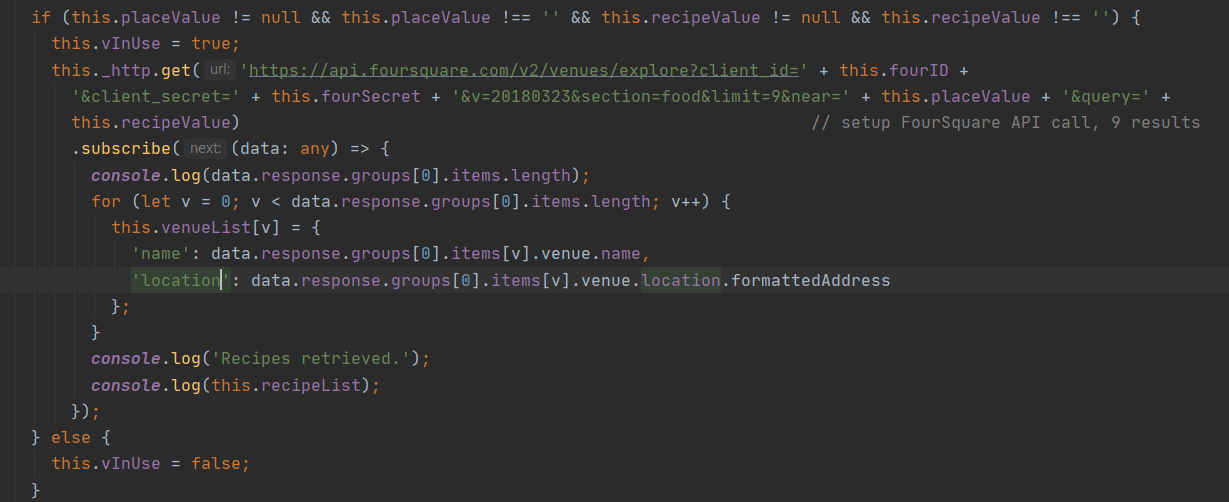 if (this.placeValue != null && this.placeValue !== '' && this.recipeValue != null && this.recipeValue !== '') {
  this.vInUse = true;
  this._http.get( url: 'https://api.foursquare.com/v2/venues/explore?client_id=' + this.fourID +
    '&client_secret=' + this.fourSecret + '&v=20180323&section=food&limit=9&near=' + this.placeValue + '&query=' +
    this.recipeValue)                                                         // setup FourSquare API call, 9 results
    .subscribe( next: (data: any) => {
      console.log(data.response.groups[0].items.length);
      for (let v = 0; v < data.response.groups[0].items.length; v++) {
        this.venueList[v] = {
          'name': data.response.groups[0].items[v].venue.name,
          'location': data.response.groups[0].items[v].venue.location.formattedAddress
        };
      }
      console.log('Recipes retrieved.');
      console.log(this.recipeList);
    });
} else {
  this.vInUse = false;
}